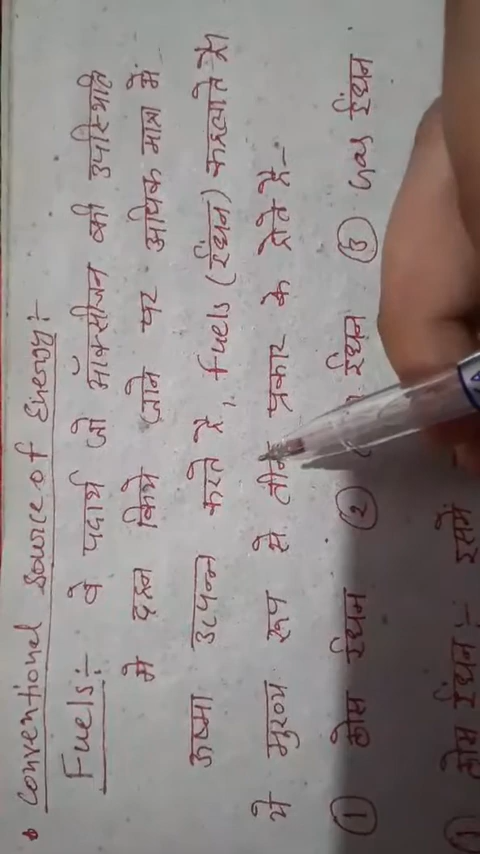 Conventional Source of Energy:-
Fuels:- वे पदार्थ जो ऑक्सीजन की उपस्थिति
मे दहन किये जाने पर अधिक मात्रा में
ऊष्मा उत्पन्न करते है, fuels (ईंधन) कहलाते है।
ये मुख्य रूप से तीन प्रकार के होते है-
① ठोस ईंधन ② ईंधन ③ Gas ईंधन
① ठोस ईंधन :- इसमे